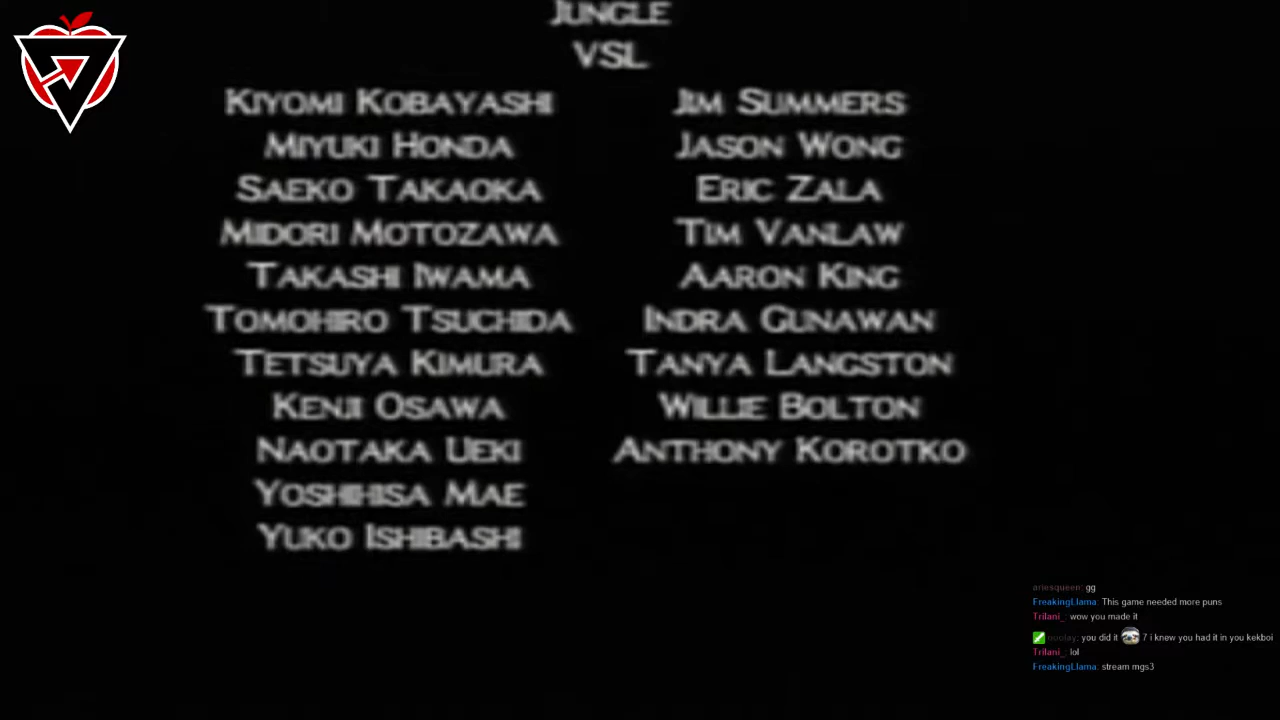 JUNGLE
VSL
KIYOMI KOBAYASHI
MIYUKI HONDA
SAEKO TAKAOKA
MIDORI MOTOZAWA
TAKASHI IWAMA
TOMOHIRO TSUCHIDA
TETSUYA KIMURA
KENJI OSAWA
NAOTAKA UEKI
YOSHIHISA MAE
YUKO ISHIBASHI
JIM SUMMERS
JASON WONG
ERIC ZALA
TIM VANLAW
AARON KING
INDRA GUNAWAN
TANYA LANGSTON
WILLIE BOLTON
ANTHONY KOROTKO
ariesqueen: gg
FreakingLlama: This game needed more puns
Trilani_: wow you made it
you did it 7 i knew you had it in you kekboi
Trilani_: lol
FreakingLlama: stream mgs3